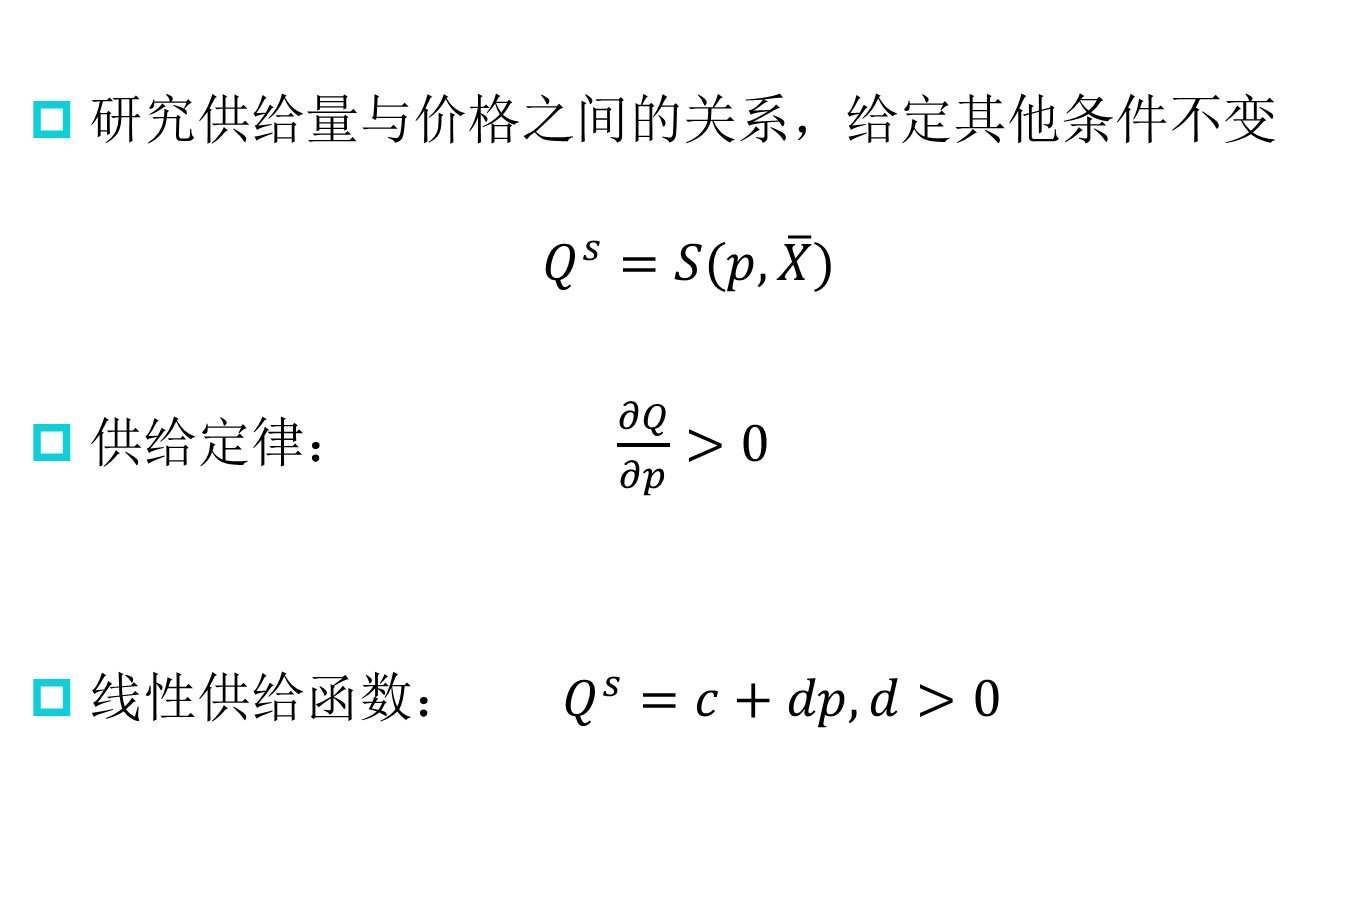 研究供给量与价格之间的关系，给定其他条件不变
Qˢ = S(p, X̄)
供给定律： ∂Q/∂p > 0
线性供给函数： Qˢ = c + dp, d > 0